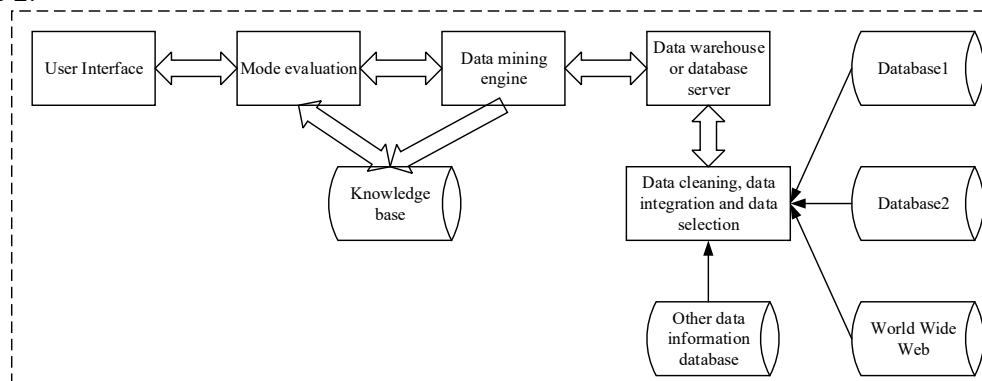 User Interface
Mode evaluation
Data mining
engine
Data warehouse
or database
server
Database1
Knowledge
base
Data cleaning, data
integration and data
selection
Database2
Other data
information
database
World Wide
Web